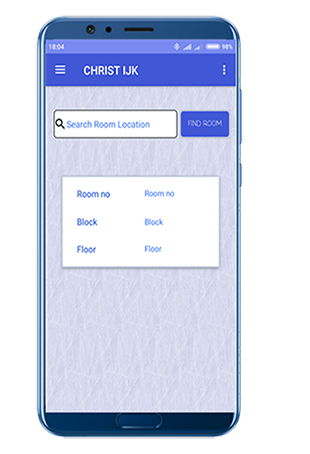 18:04 98%
CHRIST IJK
Search Room Location FIND ROOM
Room no Room no
Block Block
Floor Floor